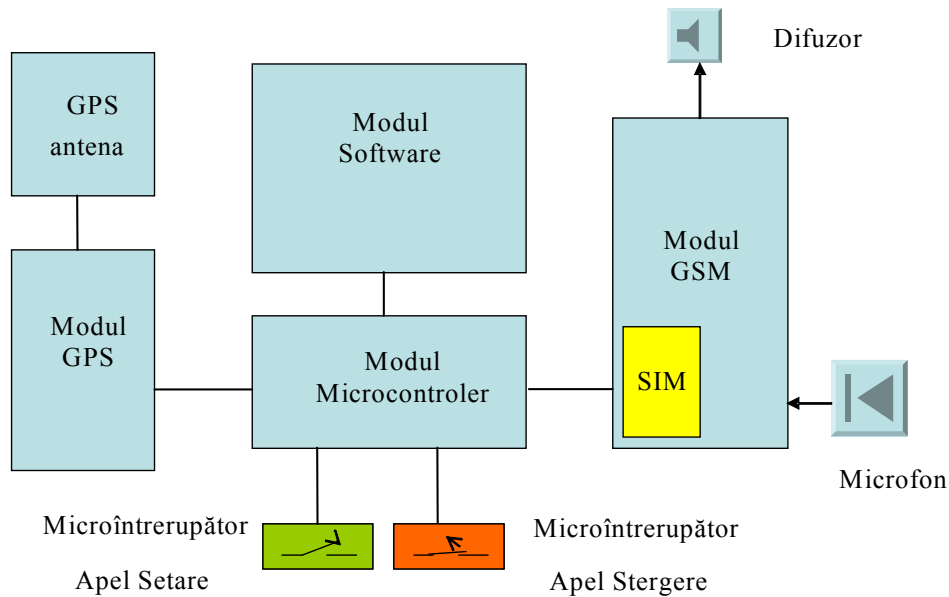 Difuzor
GPS
antena
Modul
Software
Modul
GSM
Modul
GPS
Modul
Microcontroler
SIM
Microfon
Microîntrerupător
Apel Setare
Microîntrerupător
Apel Stergere